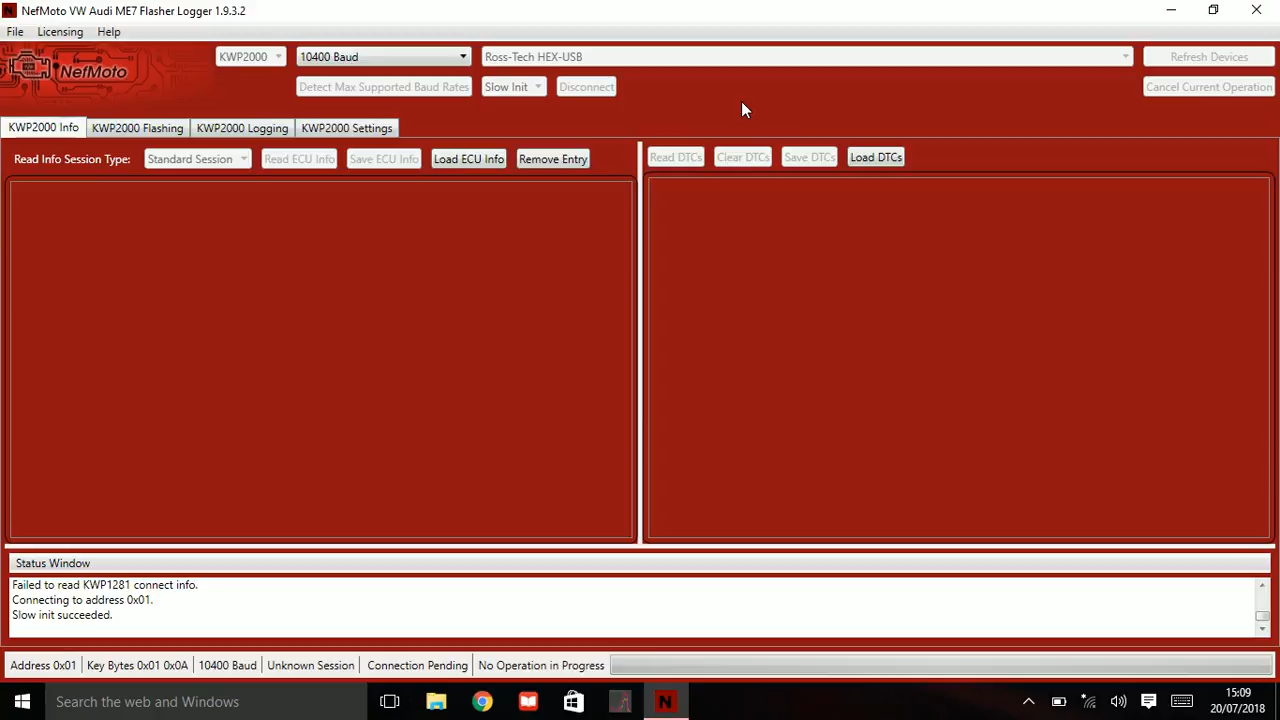 NefMoto VW Audi ME7 Flasher Logger 1.9.3.2
File Licensing Help
NefMoto
KWP2000 10400 Baud Ross-Tech HEX-USB Refresh Devices
Detect Max Supported Baud Rates Slow Init Disconnect Cancel Current Operation
KWP2000 Info KWP2000 Flashing KWP2000 Logging KWP2000 Settings
Read Info Session Type: Standard Session Read ECU Info Save ECU Info Load ECU Info Remove Entry Read DTCs Clear DTCs Save DTCs Load DTCs
Status Window
Failed to read KWP1281 connect info.
Connecting to address 0x01.
Slow init succeeded.
Address 0x01 Key Bytes 0x01 0x0A 10400 Baud Unknown Session Connection Pending No Operation in Progress
Search the web and Windows
15:09
20/07/2018